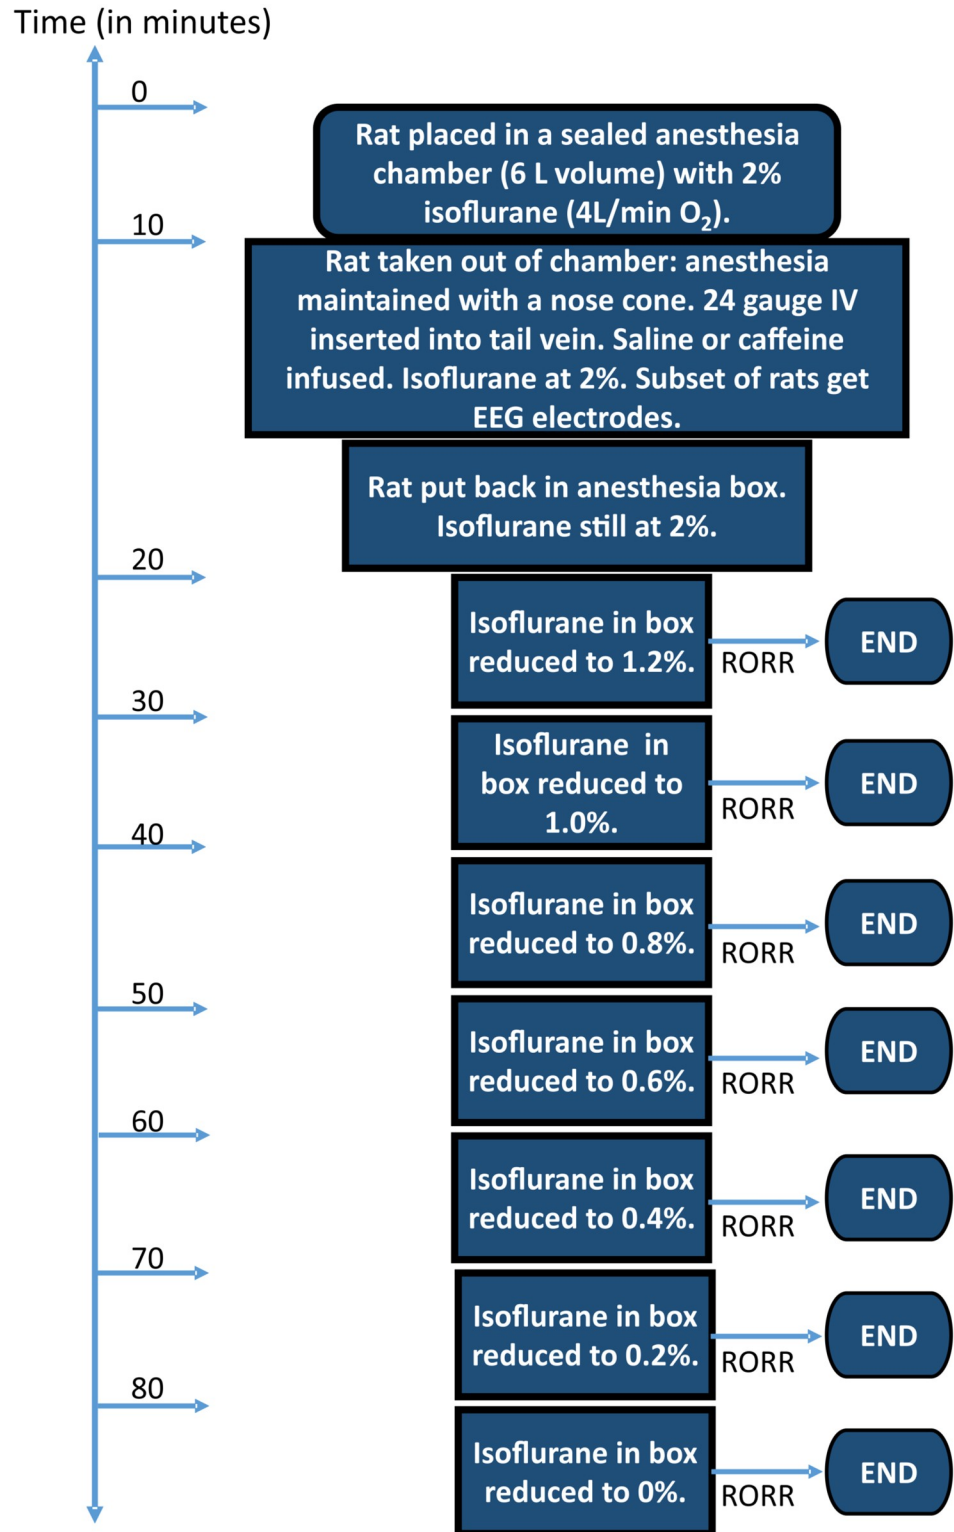 Time (in minutes)
0
Rat placed in a sealed anesthesia
chamber (6 L volume) with 2%
isoflurane (4L/min O₂).
10
Rat taken out of chamber: anesthesia
maintained with a nose cone. 24 gauge IV
inserted into tail vein. Saline or caffeine
infused. Isoflurane at 2%. Subset of rats get
EEG electrodes.
Rat put back in anesthesia box.
Isoflurane still at 2%.
20
Isoflurane in box
reduced to 1.2%.
RORR
END
30
Isoflurane in
box reduced to
1.0%.
RORR
END
40
Isoflurane in box
reduced to 0.8%.
RORR
END
50
Isoflurane in box
reduced to 0.6%.
RORR
END
60
Isoflurane in box
reduced to 0.4%.
RORR
END
70
Isoflurane in box
reduced to 0.2%.
RORR
END
80
Isoflurane in box
reduced to 0%.
RORR
END